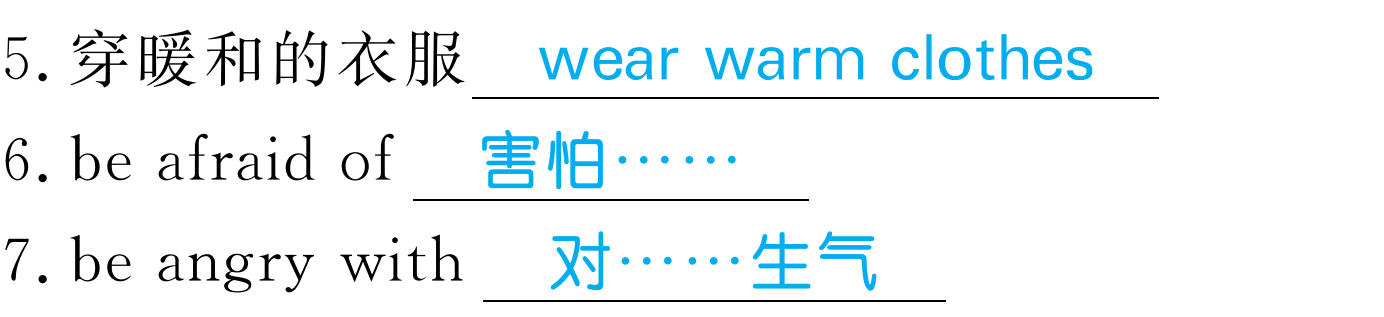 5. 穿暖和的衣服 wear warm clothes
6. be afraid of 害怕……
7. be angry with 对……生气